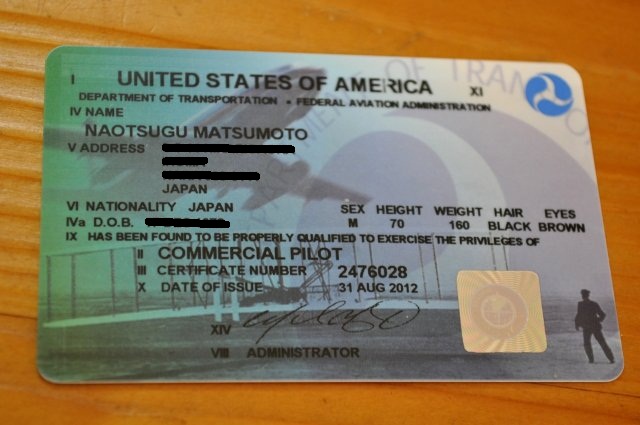 I UNITED STATES OF AMERICA XI
DEPARTMENT OF TRANSPORTATION • FEDERAL AVIATION ADMINISTRATION
IV NAME
NAOTSUGU MATSUMOTO
V ADDRESS
JAPAN
VI NATIONALITY JAPAN SEX HEIGHT WEIGHT HAIR EYES
IVa D.O.B. M 70 160 BLACK BROWN
IX HAS BEEN FOUND TO BE PROPERLY QUALIFIED TO EXERCISE THE PRIVILEGES OF
II COMMERCIAL PILOT
III CERTIFICATE NUMBER 2476028
X DATE OF ISSUE 31 AUG 2012
XIV
VIII ADMINISTRATOR